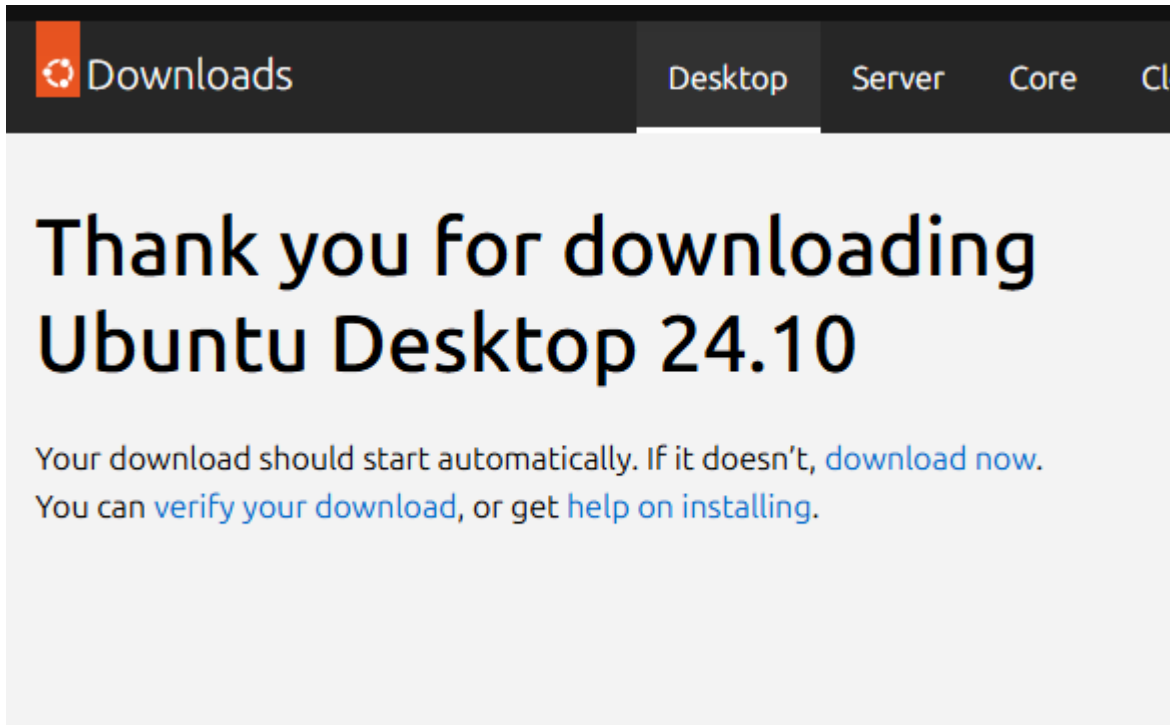 Downloads
Desktop Server Core Cl
Thank you for downloading
Ubuntu Desktop 24.10
Your download should start automatically. If it doesn’t, download now.
You can verify your download, or get help on installing.